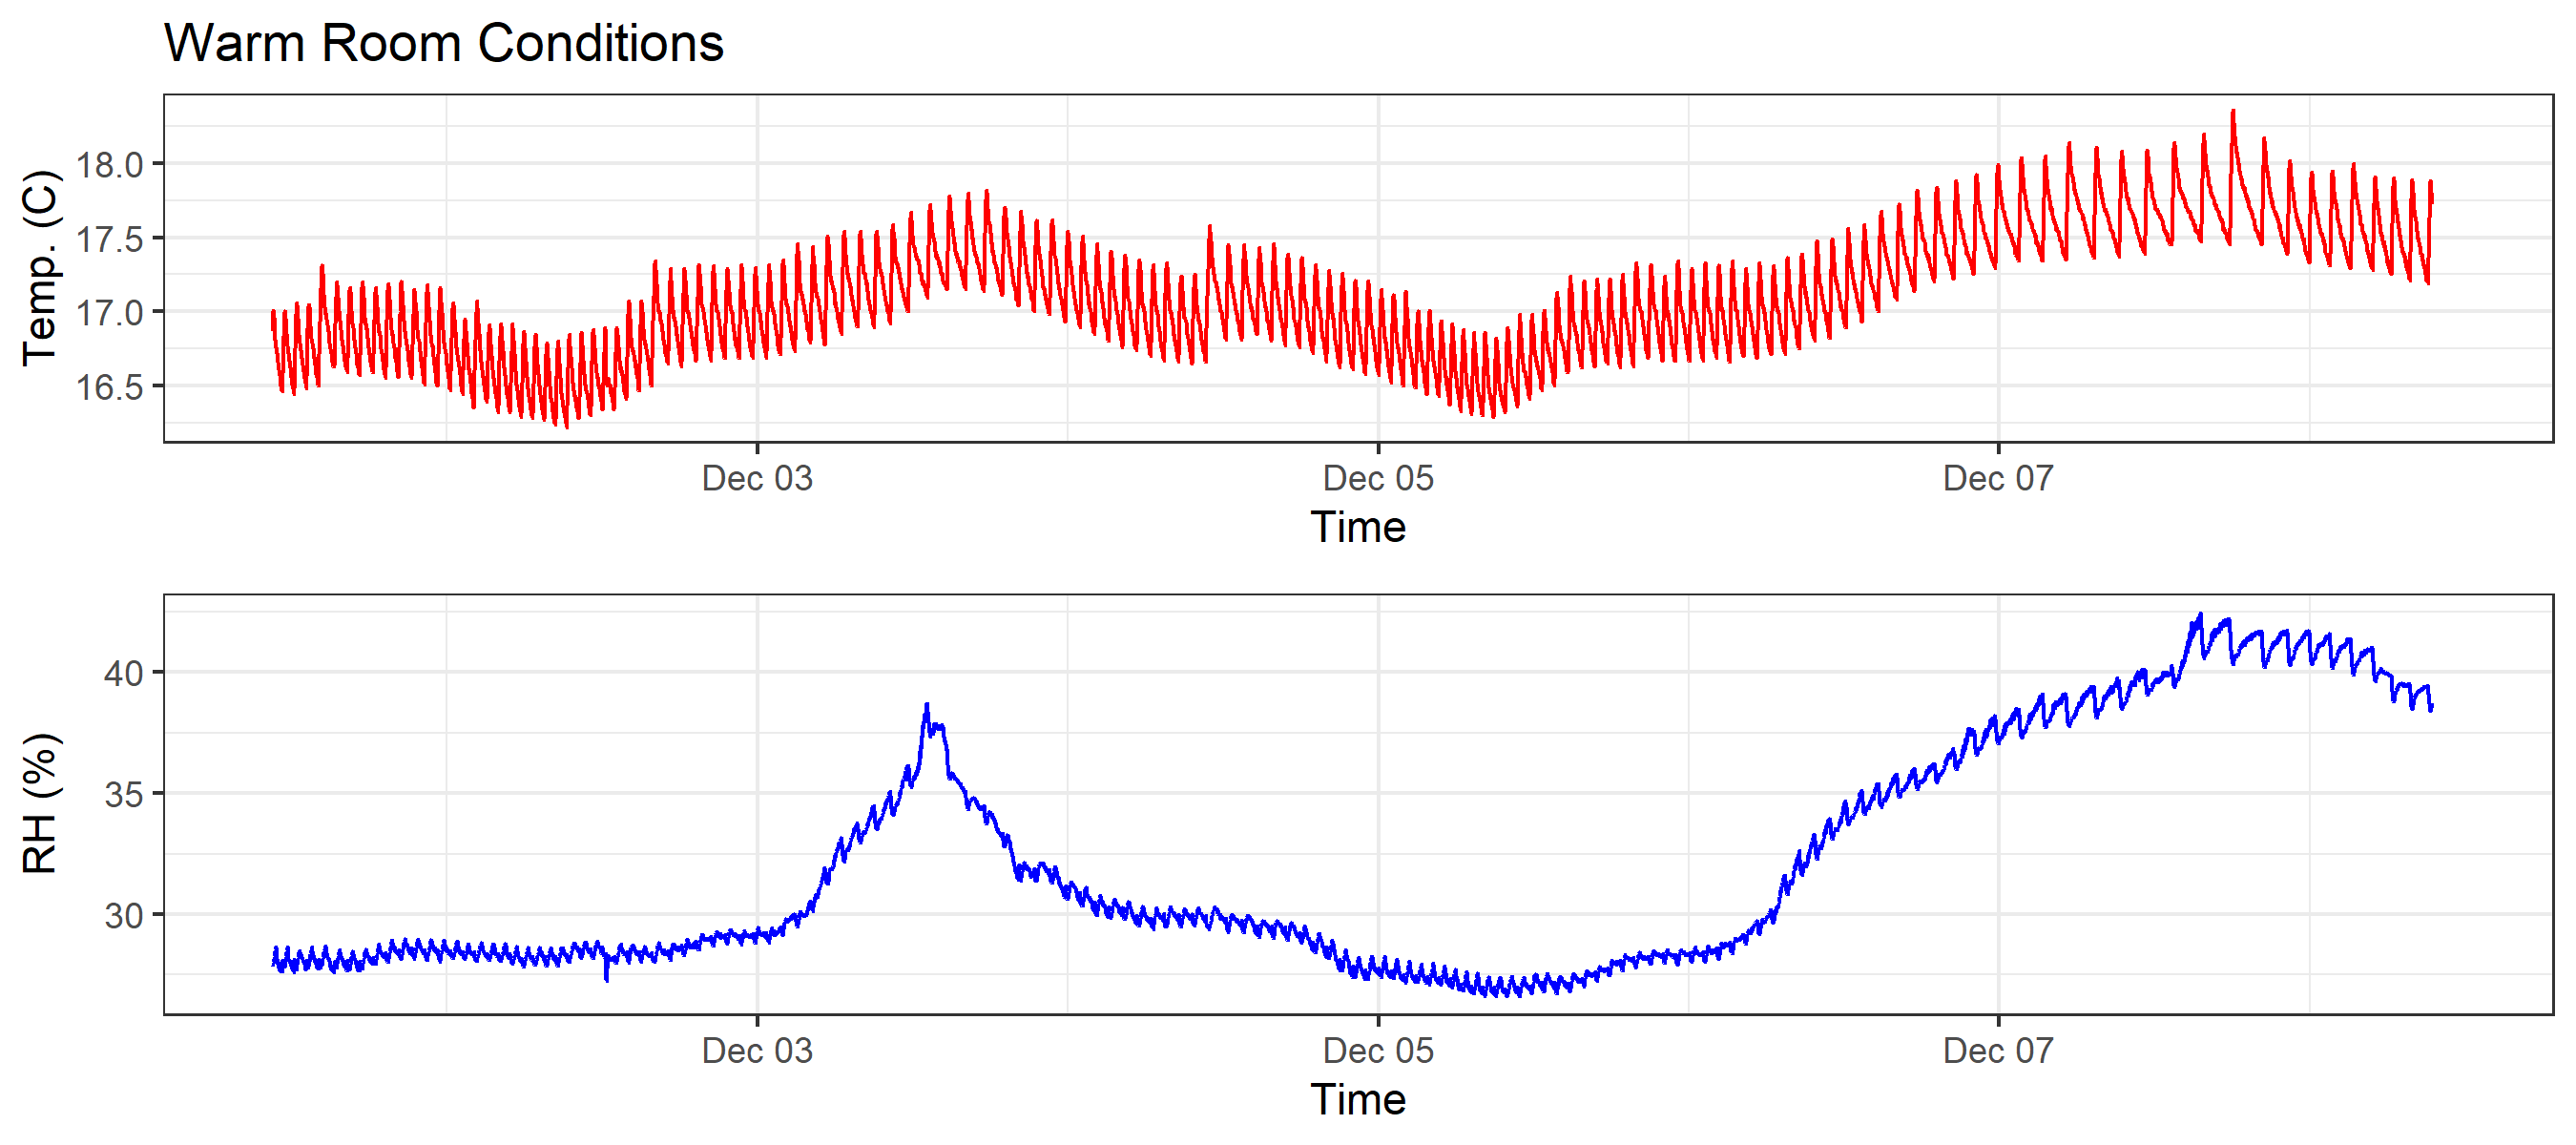 Warm Room Conditions
Temp. (C)
18.0
17.5
17.0
16.5
Dec 03 Dec 05 Dec 07
Time
RH (%)
40
35
30
Dec 03 Dec 05 Dec 07
Time